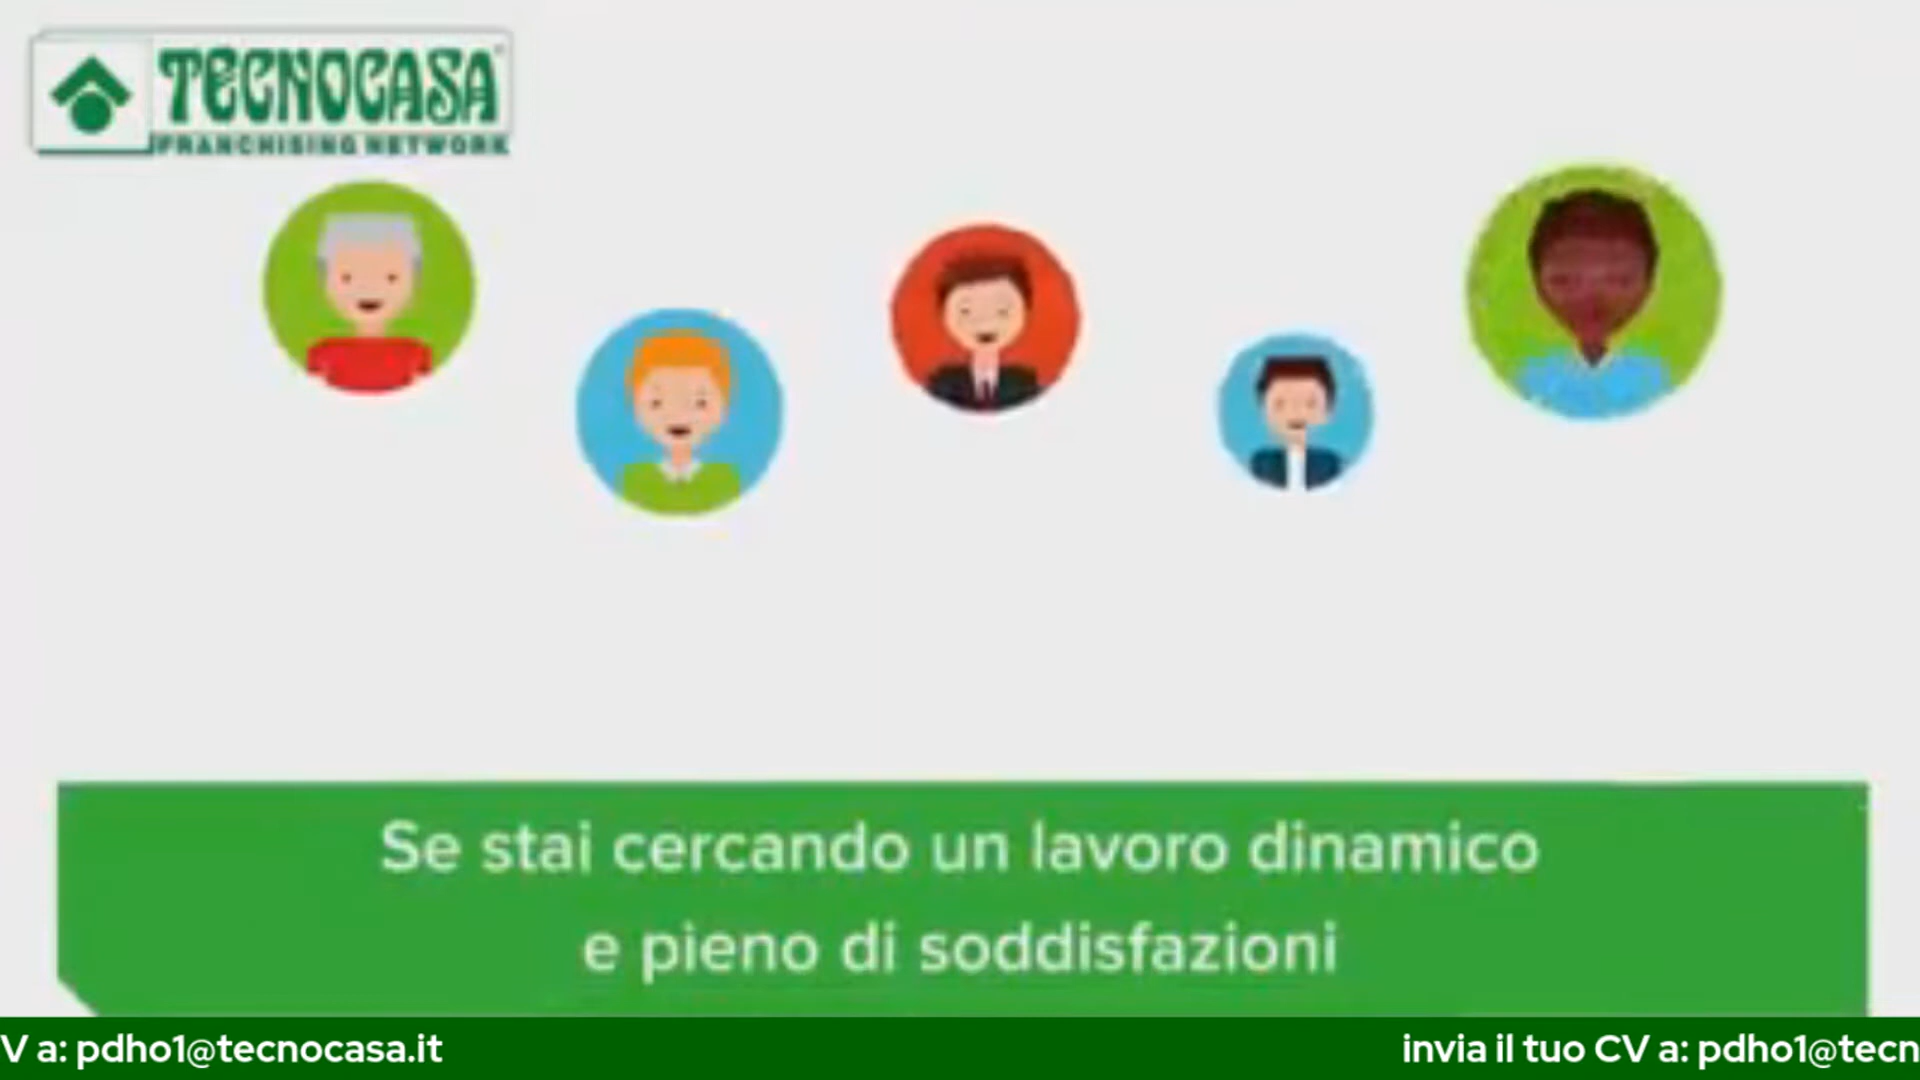 TECNOCASA
FRANCHISING NETWORK
Se stai cercando un lavoro dinamico
e pieno di soddisfazioni
V a: pdho1@tecnocasa.it
invia il tuo CV a: pdho1@tecn